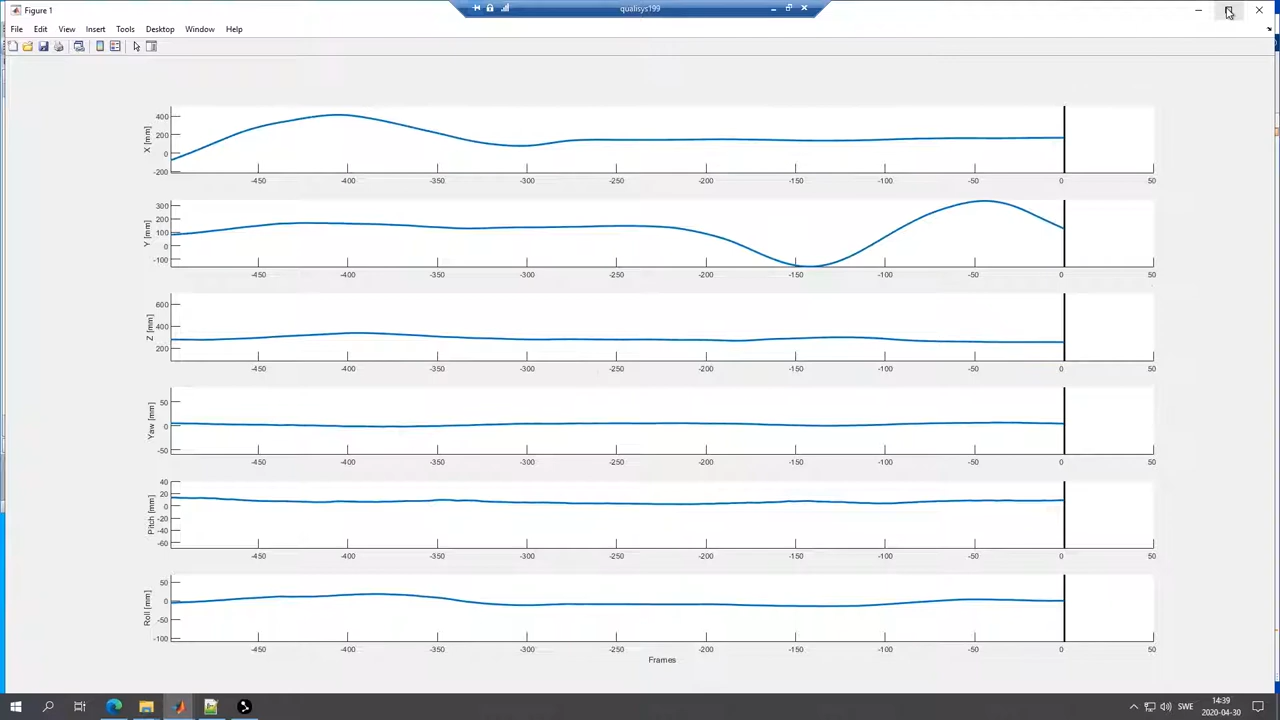 Figure 1
qualisys199
File Edit View Insert Tools Desktop Window Help
X [mm]
400
200
0
-200
-450 -400 -350 -300 -250 -200 -150 -100 -50 0 50
Y [mm]
300
200
100
0
-100
-450 -400 -350 -300 -250 -200 -150 -100 -50 0 50
Z [mm]
600
400
200
-450 -400 -350 -300 -250 -200 -150 -100 -50 0 50
Yaw [mm]
50
0
-50
-450 -400 -350 -300 -250 -200 -150 -100 -50 0 50
Pitch [mm]
40
20
0
-20
-40
-60
-450 -400 -350 -300 -250 -200 -150 -100 -50 0 50
Roll [mm]
50
0
-50
-100
-450 -400 -350 -300 -250 -200 -150 -100 -50 0 50
Frames
SWE
14:39
2020-04-30